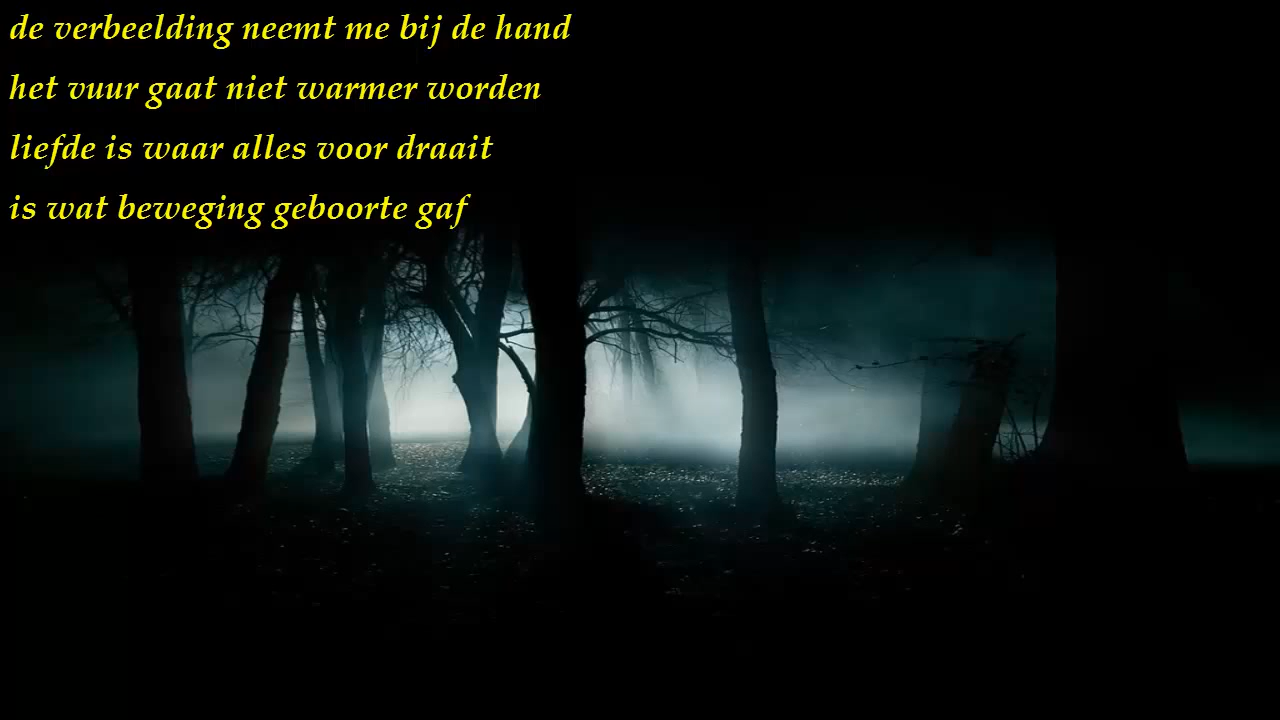 de verbeelding neemt me bij de hand
het vuur gaat niet warmer worden
liefde is waar alles voor draait
is wat beweging geboorte gaf